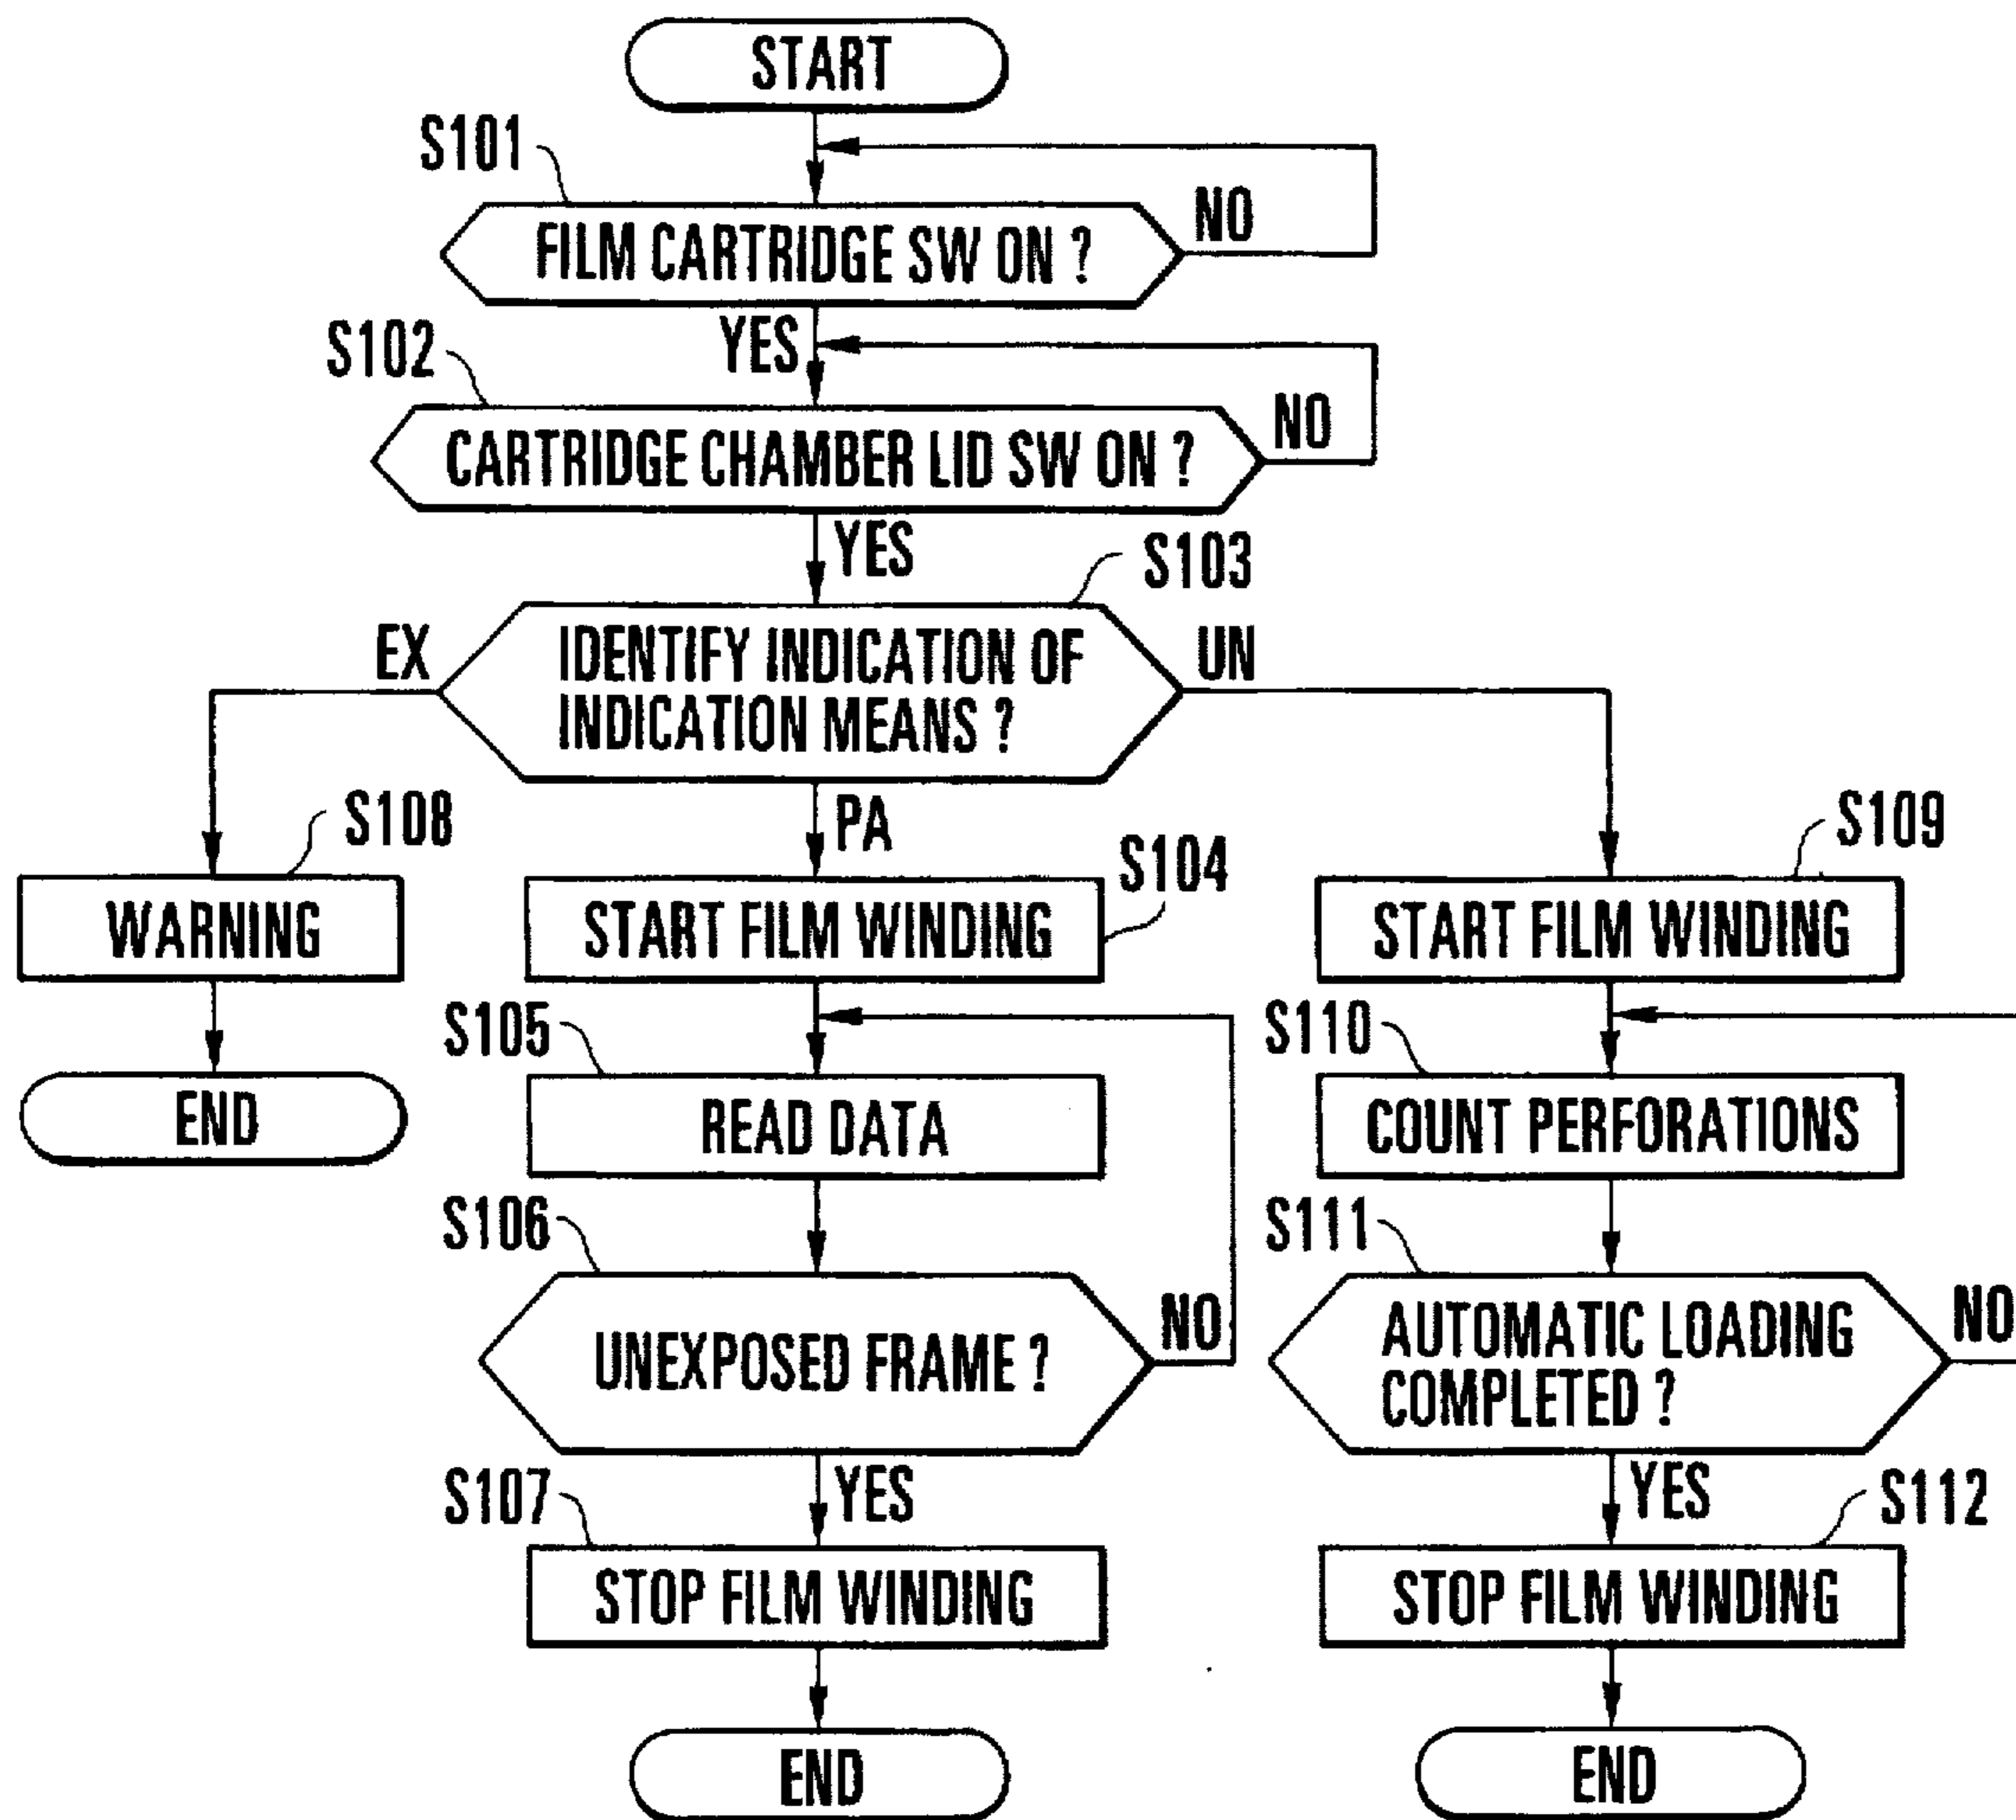 START
S101
FILM CARTRIDGE SW ON ?
NO
YES
S102
CARTRIDGE CHAMBER LID SW ON ?
NO
YES
S103
IDENTIFY INDICATION OF
INDICATION MEANS ?
EX
UN
PA
S108
WARNING
END
S104
START FILM WINDING
S105
READ DATA
S106
UNEXPOSED FRAME ?
NO
YES
S107
STOP FILM WINDING
END
S109
START FILM WINDING
S110
COUNT PERFORATIONS
S111
AUTOMATIC LOADING
COMPLETED ?
NO
YES
S112
STOP FILM WINDING
END